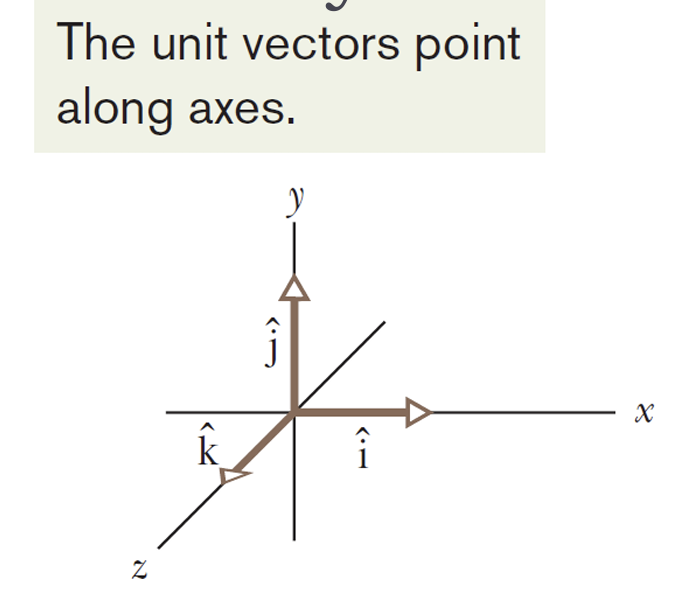 The unit vectors point
along axes.
y
ĵ
x
k̂
î
z